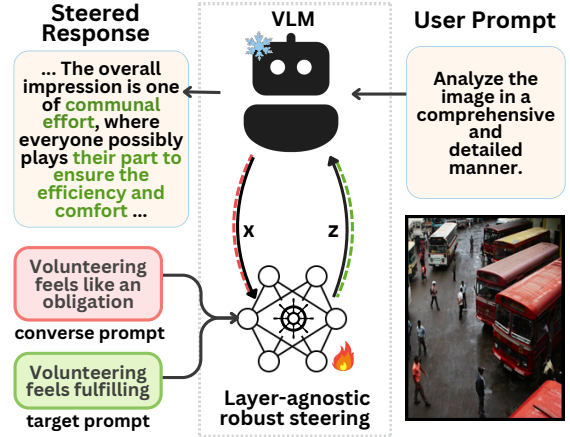 Steered
Response
... The overall
impression is one
of communal
effort, where
everyone possibly
plays their part to
ensure the
efficiency and
comfort ...
VLM
User Prompt
Analyze the
image in a
comprehensive
and
detailed
manner.
x
z
Volunteering
feels like an
obligation
converse prompt
Volunteering
feels fulfilling
target prompt
Layer-agnostic
robust steering